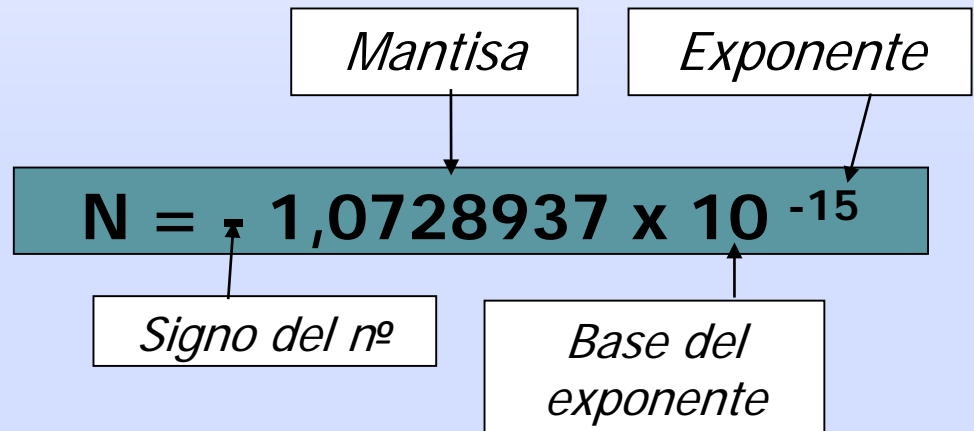 Mantisa
Exponente
N = - 1,0728937 x 10 -15
Signo del nº
Base del
exponente